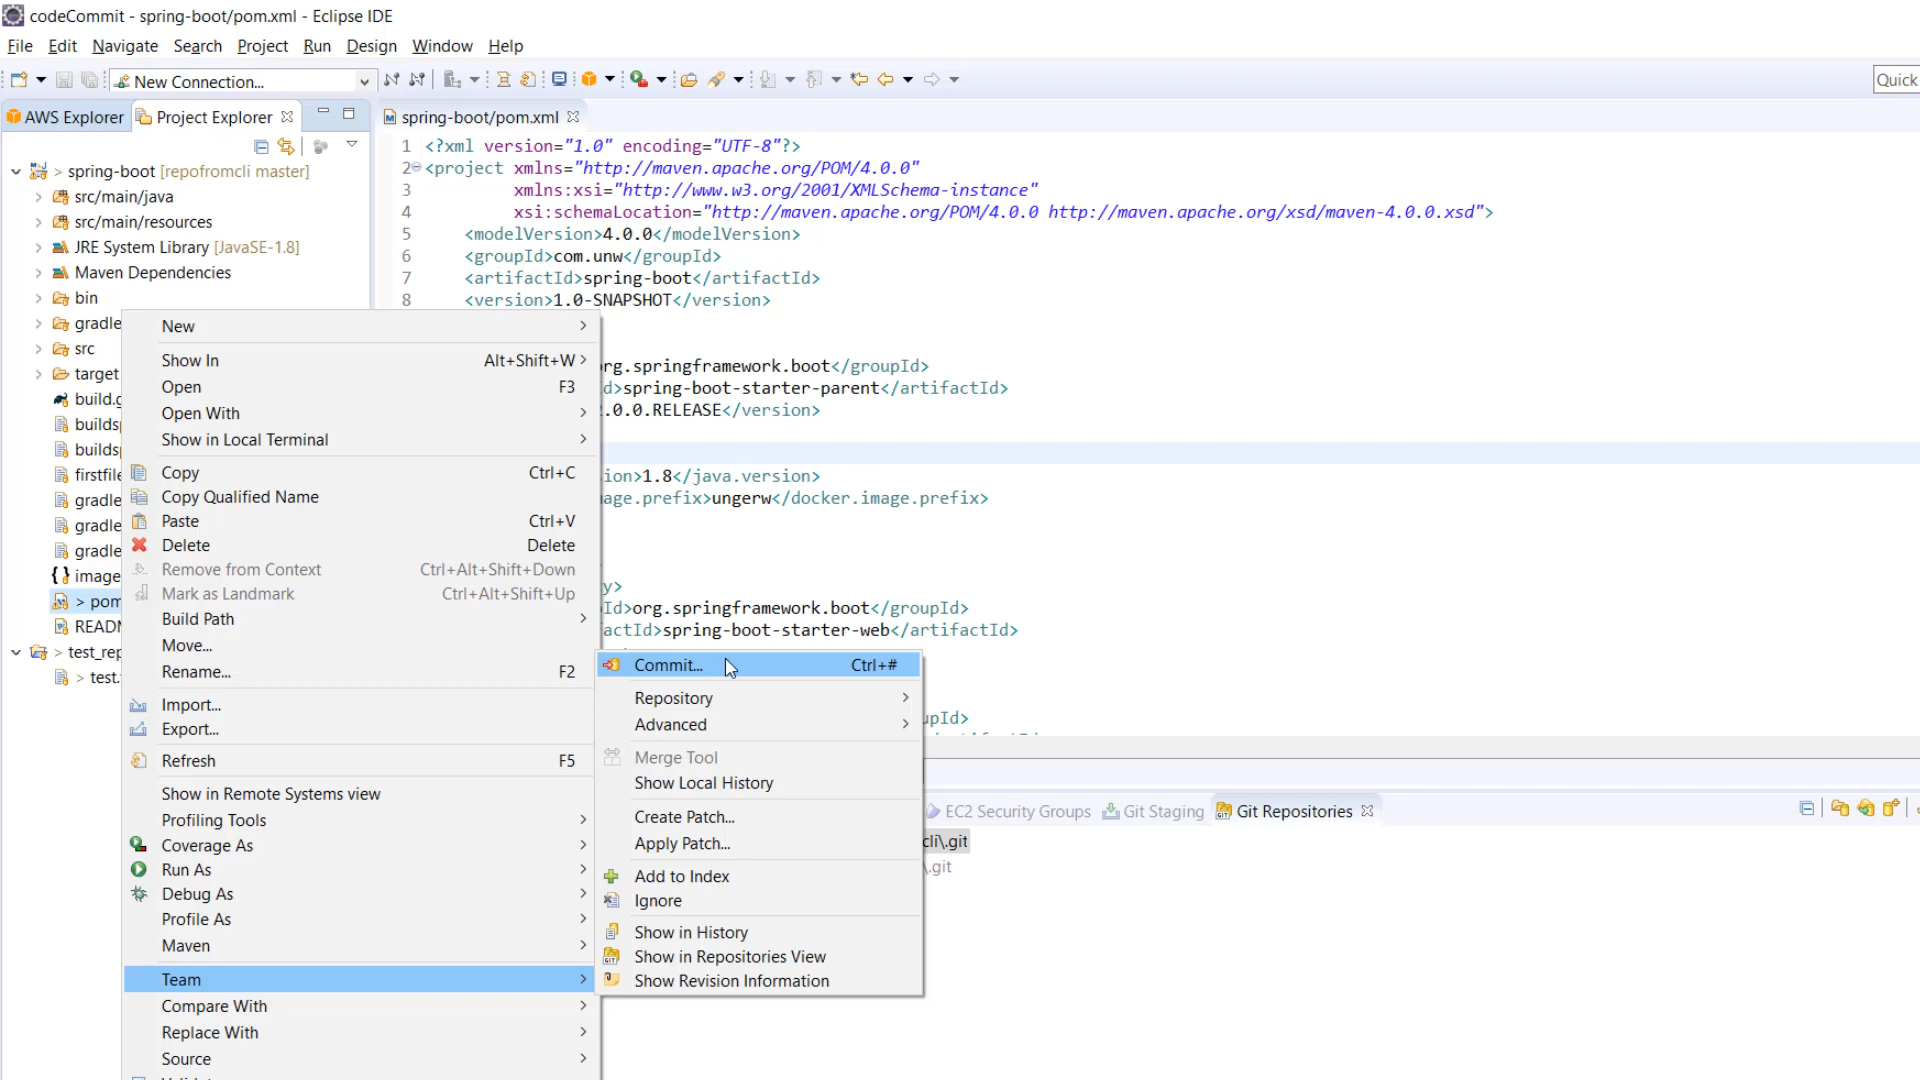 codeCommit - spring-boot/pom.xml - Eclipse IDE
File Edit Navigate Search Project Run Design Window Help
New Connection...
Quick
AWS Explorer
Project Explorer
spring-boot/pom.xml
> spring-boot [repofromcli master]
src/main/java
src/main/resources
JRE System Library [JavaSE-1.8]
Maven Dependencies
bin
gradle
src
target
build.g
builds
builds
firstfile
gradle
gradle
gradle
image
> pom
READ
> test_rep
> test.
1 <?xml version="1.0" encoding="UTF-8"?>
2 <project xmlns="http://maven.apache.org/POM/4.0.0"
3 xmlns:xsi="http://www.w3.org/2001/XMLSchema-instance"
4 xsi:schemaLocation="http://maven.apache.org/POM/4.0.0 http://maven.apache.org/xsd/maven-4.0.0.xsd">
5 <modelVersion>4.0.0</modelVersion>
6 <groupId>com.unw</groupId>
7 <artifactId>spring-boot</artifactId>
8 <version>1.0-SNAPSHOT</version>
rg.springframework.boot</groupId>
d>spring-boot-starter-parent</artifactId>
.0.0.RELEASE</version>
ion>1.8</java.version>
age.prefix>ungerw</docker.image.prefix>
y>
Id>org.springframework.boot</groupId>
actId>spring-boot-starter-web</artifactId>
upId>
New
Show In Alt+Shift+W
Open F3
Open With
Show in Local Terminal
Copy Ctrl+C
Copy Qualified Name
Paste Ctrl+V
Delete Delete
Remove from Context Ctrl+Alt+Shift+Down
Mark as Landmark Ctrl+Alt+Shift+Up
Build Path
Move...
Rename... F2
Import...
Export...
Refresh F5
Show in Remote Systems view
Profiling Tools
Coverage As
Run As
Debug As
Profile As
Maven
Team
Compare With
Replace With
Source
Commit... Ctrl+#
Repository
Advanced
Merge Tool
Show Local History
Create Patch...
Apply Patch...
Add to Index
Ignore
Show in History
Show in Repositories View
Show Revision Information
EC2 Security Groups
Git Staging
Git Repositories
cli\.git
\.git